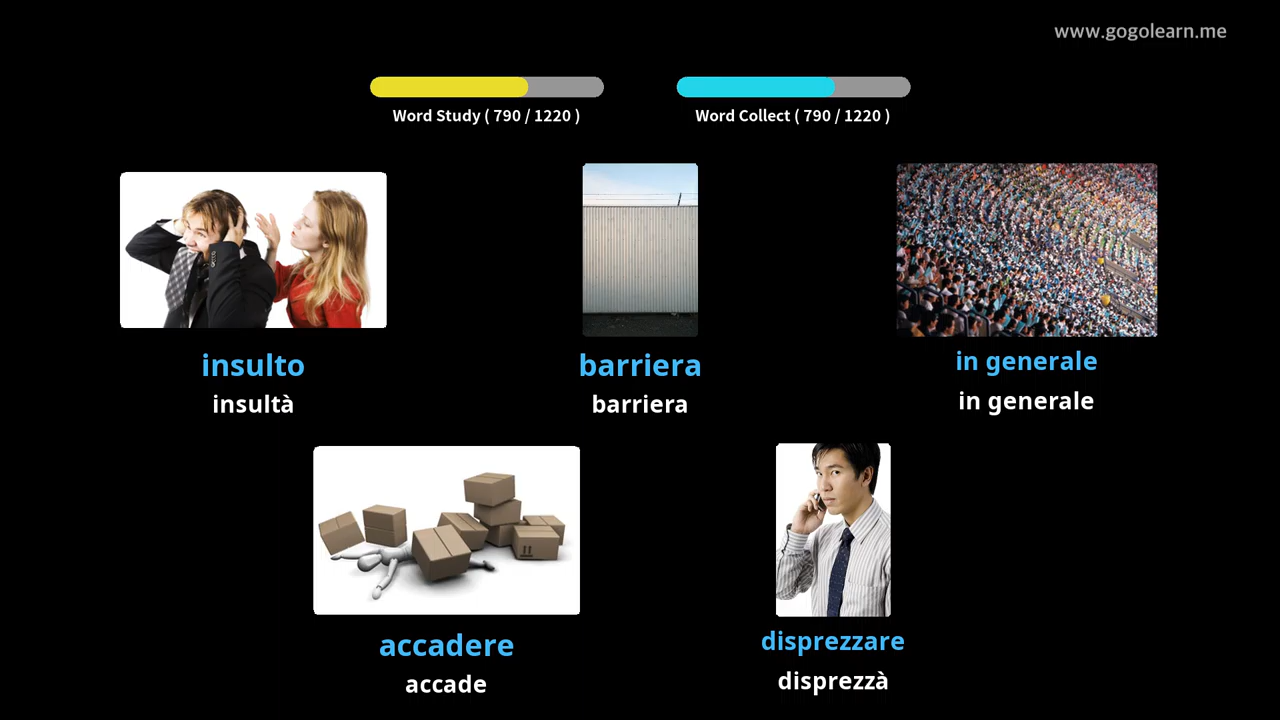 www.gogolearn.me
Word Study ( 790 / 1220 )
Word Collect ( 790 / 1220 )
insulto
insultà
barriera
barriera
in generale
in generale
accadere
accade
disprezzare
disprezzà